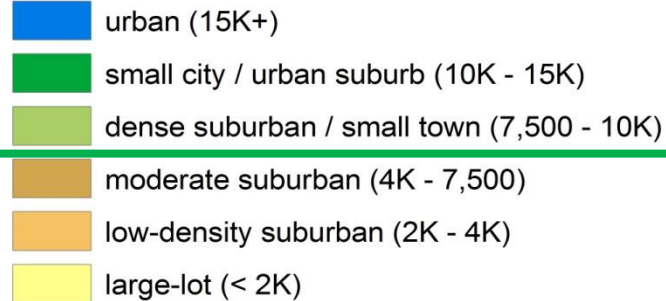 urban (15K+)
small city / urban suburb (10K - 15K)
dense suburban / small town (7,500 - 10K)
moderate suburban (4K - 7,500)
low-density suburban (2K - 4K)
large-lot (< 2K)